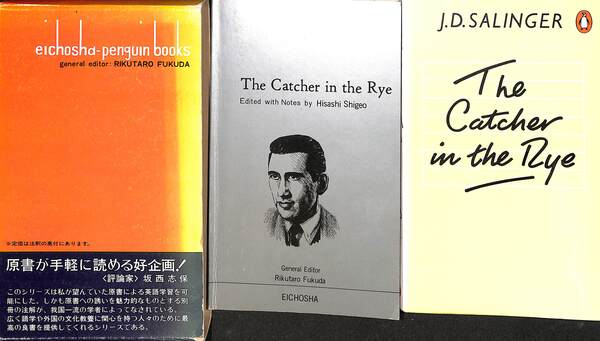 eichosha-penguin books
general editor: RIKUTARO FUKUDA
※定価は注釈の奥付にあります。
原書が手軽に読める好企画!
〈評論家〉 坂西志保
このシリーズは私が望んでいた原書による英語学習を可
能にした。しかも原書への誘いを魅力的なものとする別
冊の注解が、我国一流の学者によってなされている。
広く語学や外国の文化教養に関心を持つ人々のために最
高の良書を提供してくれるシリーズである。
The Catcher in the Rye
Edited with Notes by Hisashi Shigeo
General Editor
Rikutaro Fukuda
EICHOSHA
J.D. SALINGER
The
Catcher
in the Rye